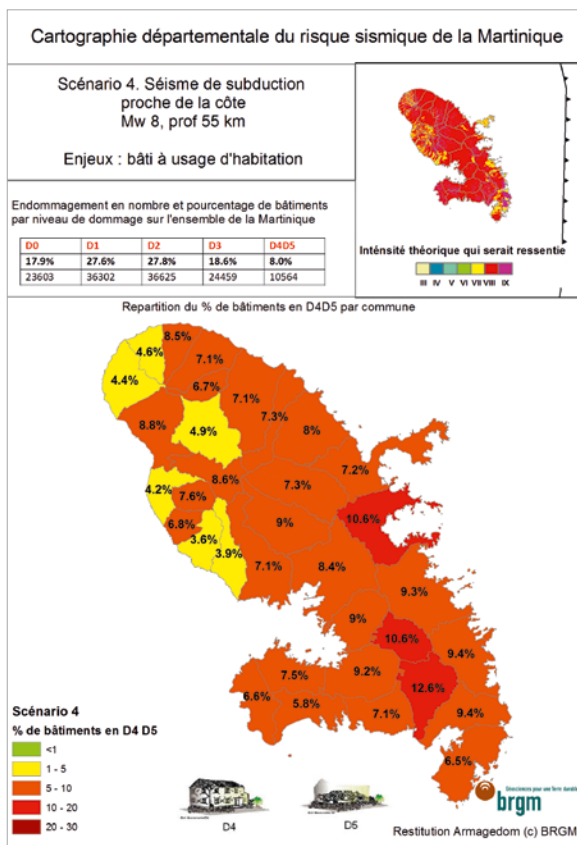 Cartographie départementale du risque sismique de la Martinique
Scénario 4. Séisme de subduction
proche de la côte
Mw 8, prof 55 km
Enjeux : bâti à usage d'habitation
Endommagement en nombre et pourcentage de bâtiments
par niveau de dommage sur l'ensemble de la Martinique
D0 D1 D2 D3 D4D5
17.9% 27.6% 27.8% 18.6% 8.0%
23603 36302 36625 24459 10564
Inténsité théorique qui serait ressentie
III IV V VI VII VIII IX
Repartition du % de bâtiments en D4D5 par commune
8.5%
4.6%
7.1%
4.4%
6.7%
7.1%
7.3%
8.8%
4.9%
8%
7.2%
8.6%
7.3%
4.2%
7.6%
10.6%
6.8%
9%
3.6%
3.9%
7.1%
8.4%
9.3%
9%
10.6%
9.4%
9.2%
7.5%
12.6%
6.6%
5.8%
7.1%
9.4%
6.5%
Scénario 4
% de bâtiments en D4 D5
<1
1 - 5
5 - 10
10 - 20
20 - 30
D4
D5
Géosciences pour une Terre durable
brgm
Restitution Armagedom (c) BRGM